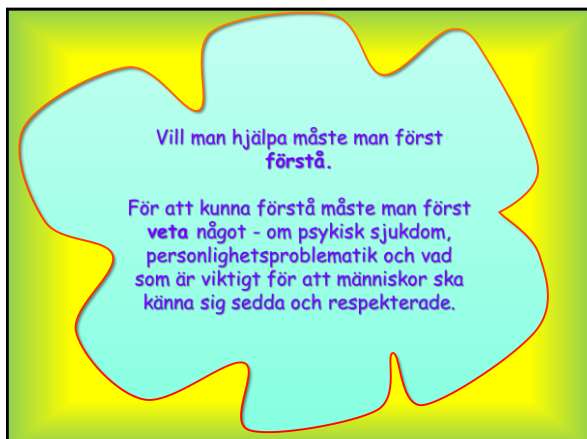 Vill man hjälpa måste man först
förstå.
För att kunna förstå måste man först
veta något - om psykisk sjukdom,
personlighetsproblematik och vad
som är viktigt för att människor ska
känna sig sedda och respekterade.